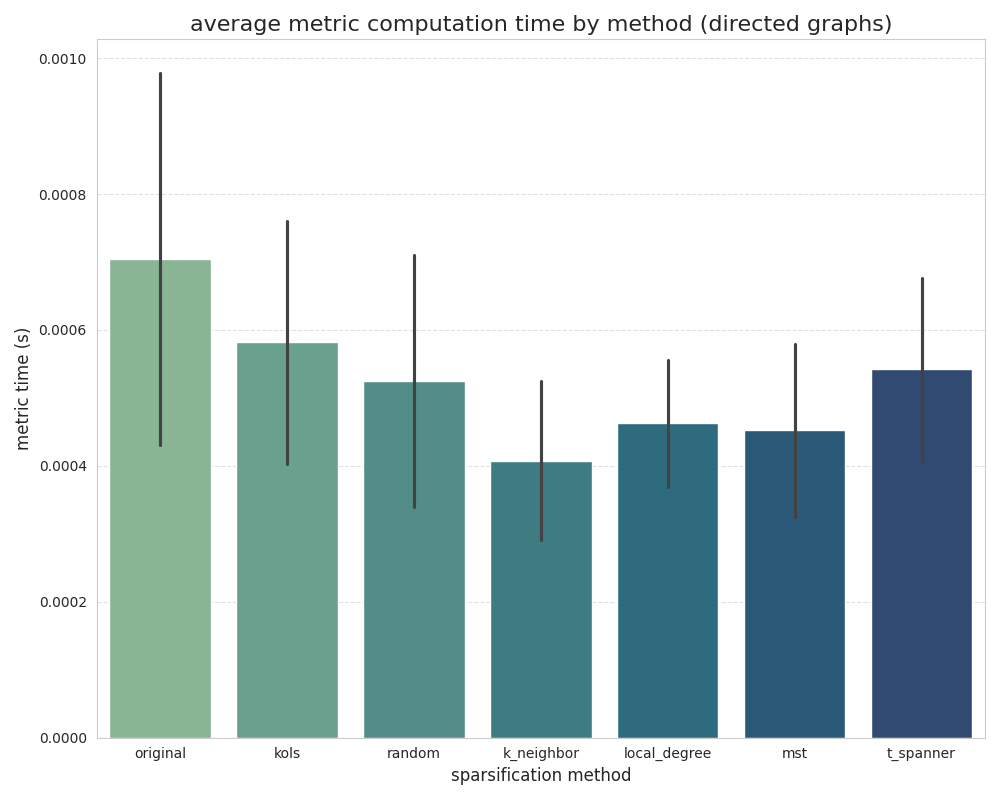 average metric computation time by method (directed graphs)
metric time (s)
0.0010
0.0008
0.0006
0.0004
0.0002
0.0000
original kols random k_neighbor local_degree mst t_spanner
sparsification method